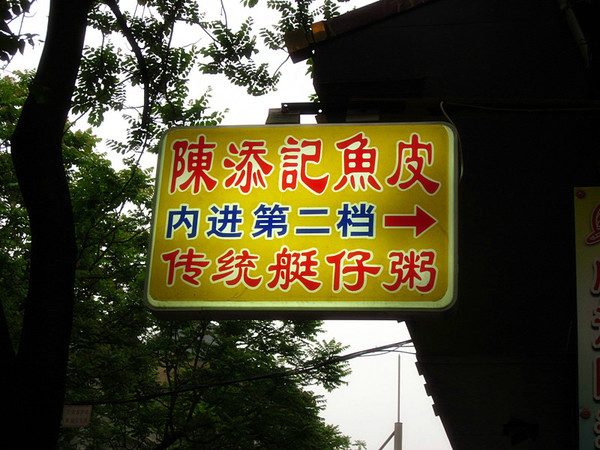 陳添記魚皮
内进第二档→
传统艇仔粥